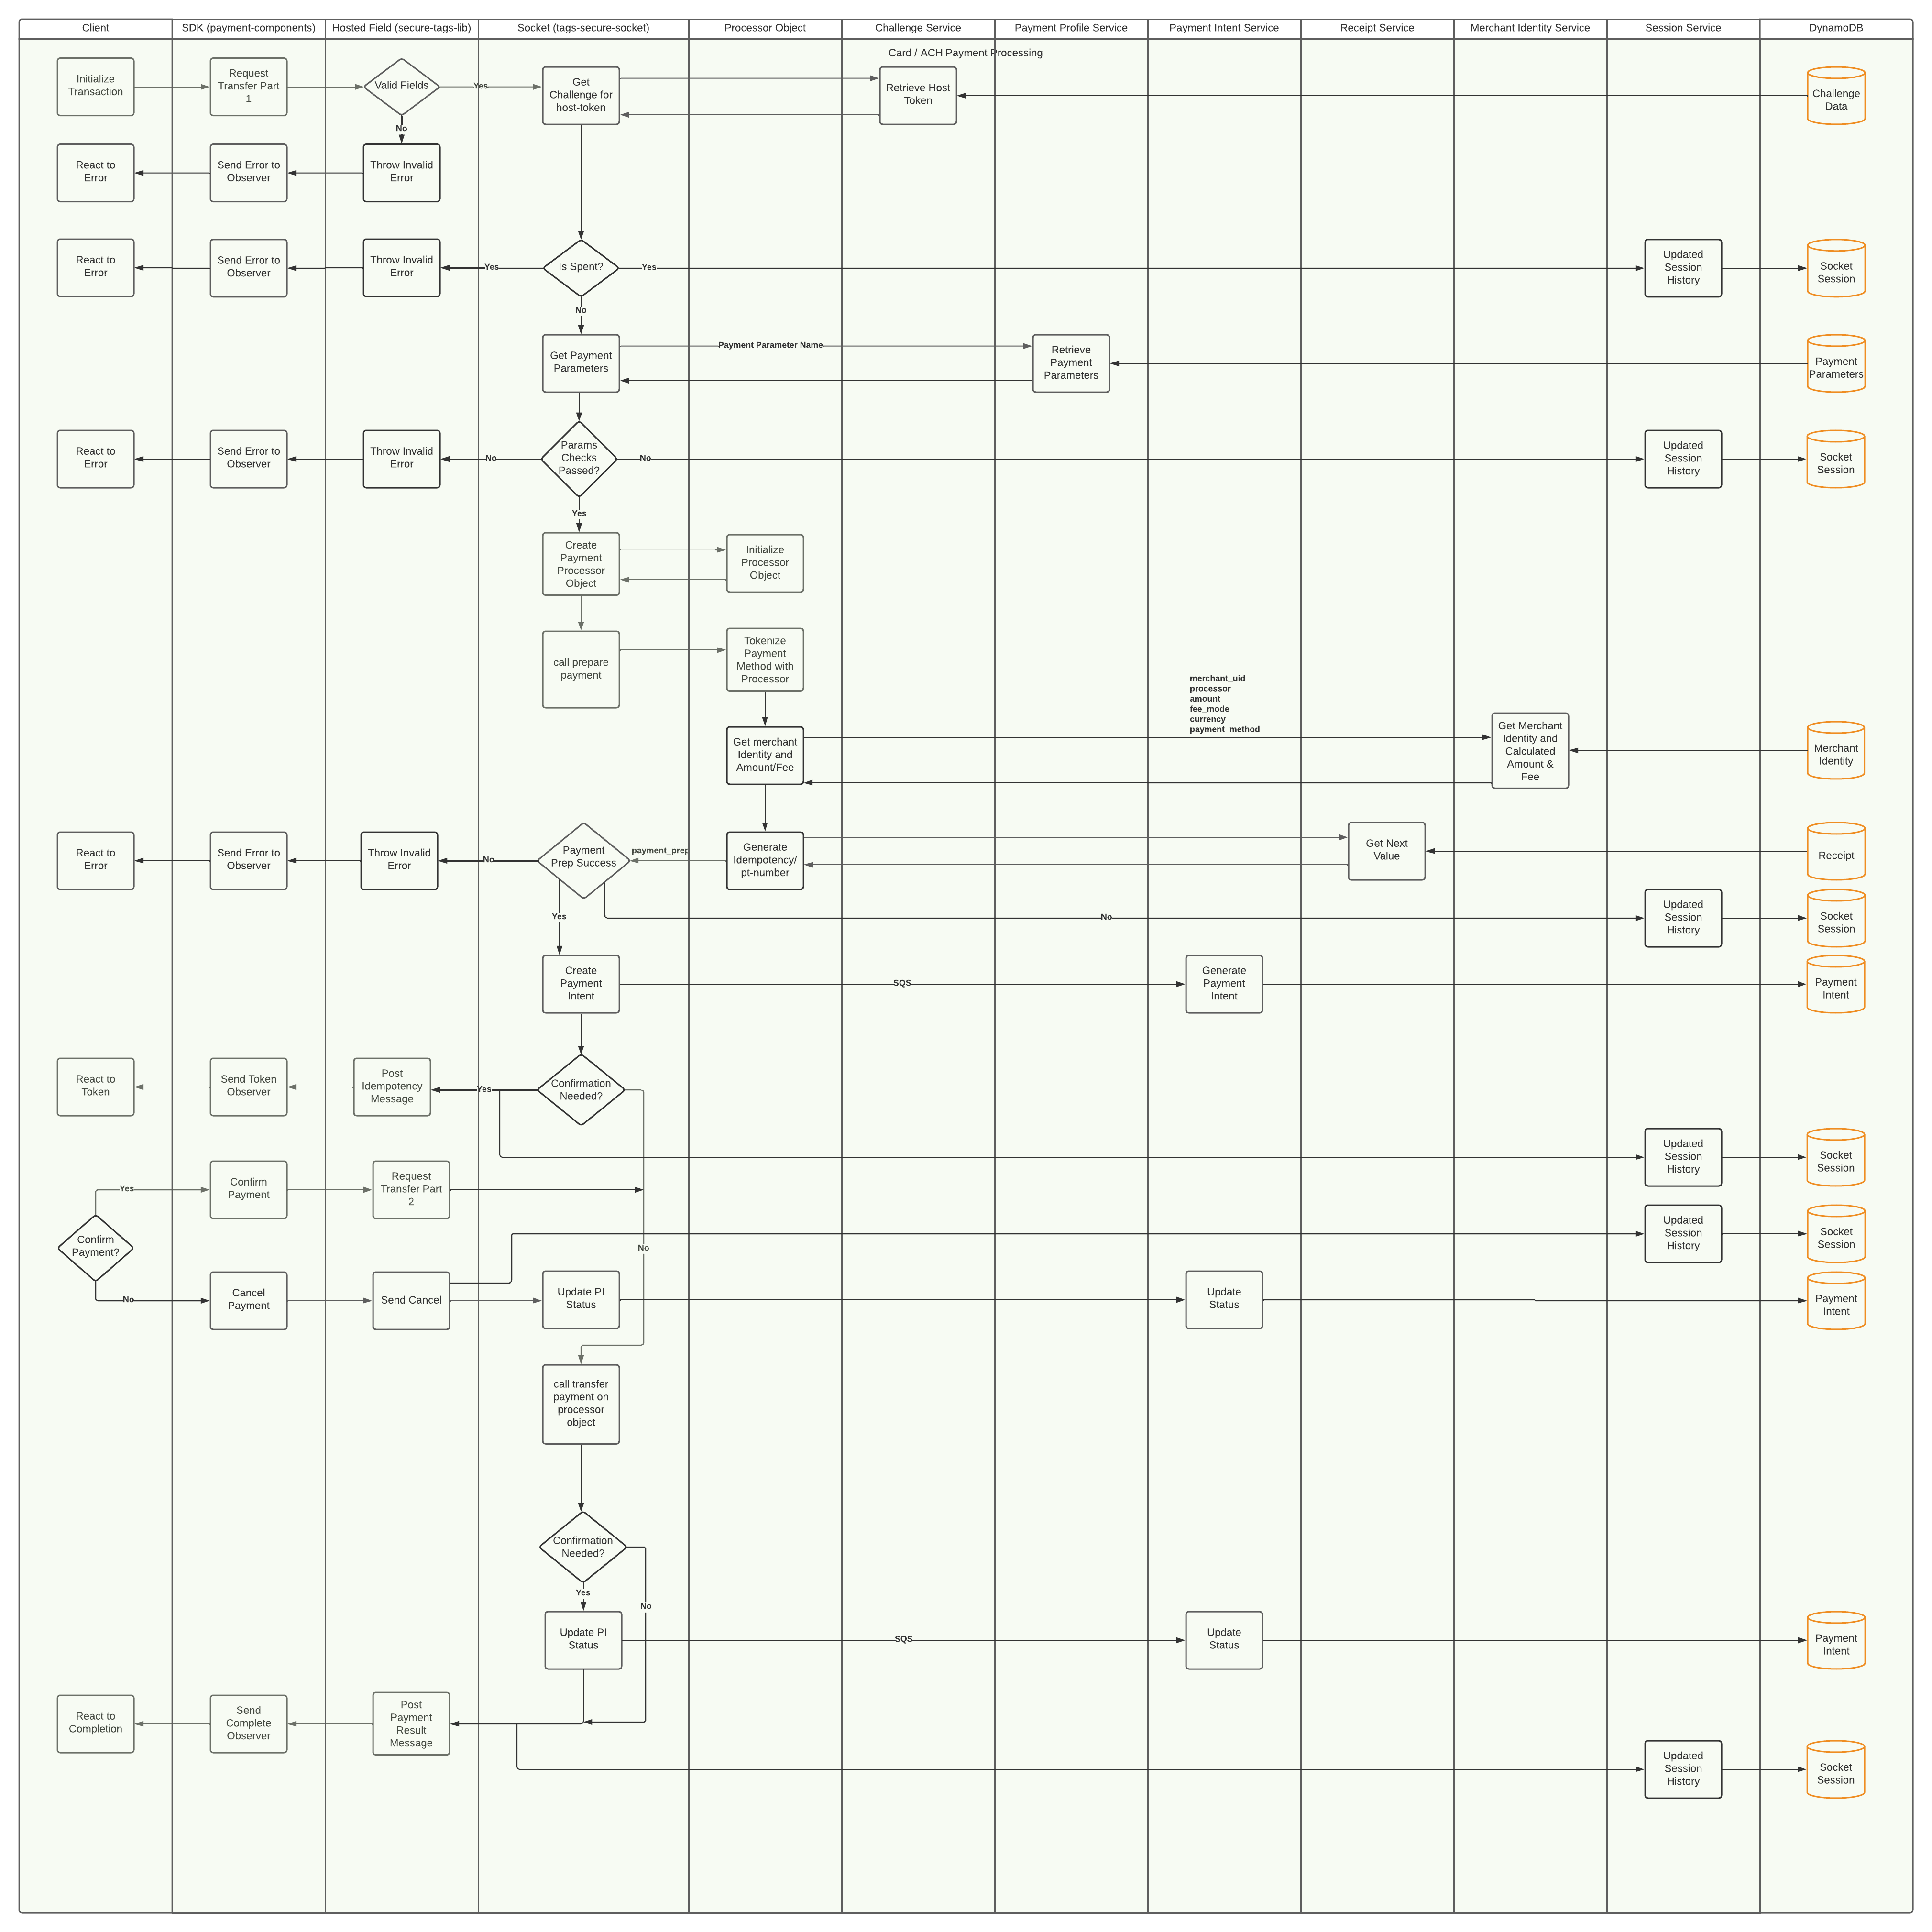 Client
SDK (payment-components)
Hosted Field (secure-tags-lib)
Socket (tags-secure-socket)
Processor Object
Challenge Service
Payment Profile Service
Payment Intent Service
Receipt Service
Merchant Identity Service
Session Service
DynamoDB
Card / ACH Payment Processing
Initialize
Transaction
Request
Transfer Part
1
Valid Fields
Yes
Get
Challenge for
host-token
Retrieve Host
Token
Challenge
Data
No
React to
Error
Send Error to
Observer
Throw Invalid
Error
React to
Error
Send Error to
Observer
Throw Invalid
Error
Yes
Is Spent?
Yes
Updated
Session
History
Socket
Session
No
Get Payment
Parameters
Payment Parameter Name
Retrieve
Payment
Parameters
Payment
Parameters
React to
Error
Send Error to
Observer
Throw Invalid
Error
No
Params
Checks
Passed?
No
Updated
Session
History
Socket
Session
Yes
Create
Payment
Processor
Object
Initialize
Processor
Object
call prepare
payment
Tokenize
Payment
Method with
Processor
merchant_uid
processor
amount
fee_mode
currency
payment_method
Get merchant
Identity and
Amount/Fee
Get Merchant
Identity and
Calculated
Amount &
Fee
Merchant
Identity
React to
Error
Send Error to
Observer
Throw Invalid
Error
No
Payment
Prep Success
payment_prep
Generate
Idempotency/
pt-number
Get Next
Value
Receipt
Yes
No
Updated
Session
History
Socket
Session
Create
Payment
Intent
SQS
Generate
Payment
Intent
Payment
Intent
React to
Token
Send Token
Observer
Post
Idempotency
Message
Yes
Confirmation
Needed?
Updated
Session
History
Socket
Session
Yes
Confirm
Payment
Request
Transfer Part
2
Confirm
Payment?
No
Updated
Session
History
Socket
Session
No
Cancel
Payment
Send Cancel
Update PI
Status
Update
Status
Payment
Intent
call transfer
payment on
processor
object
Confirmation
Needed?
Yes
No
Update PI
Status
SQS
Update
Status
Payment
Intent
React to
Completion
Send
Complete
Observer
Post
Payment
Result
Message
Updated
Session
History
Socket
Session